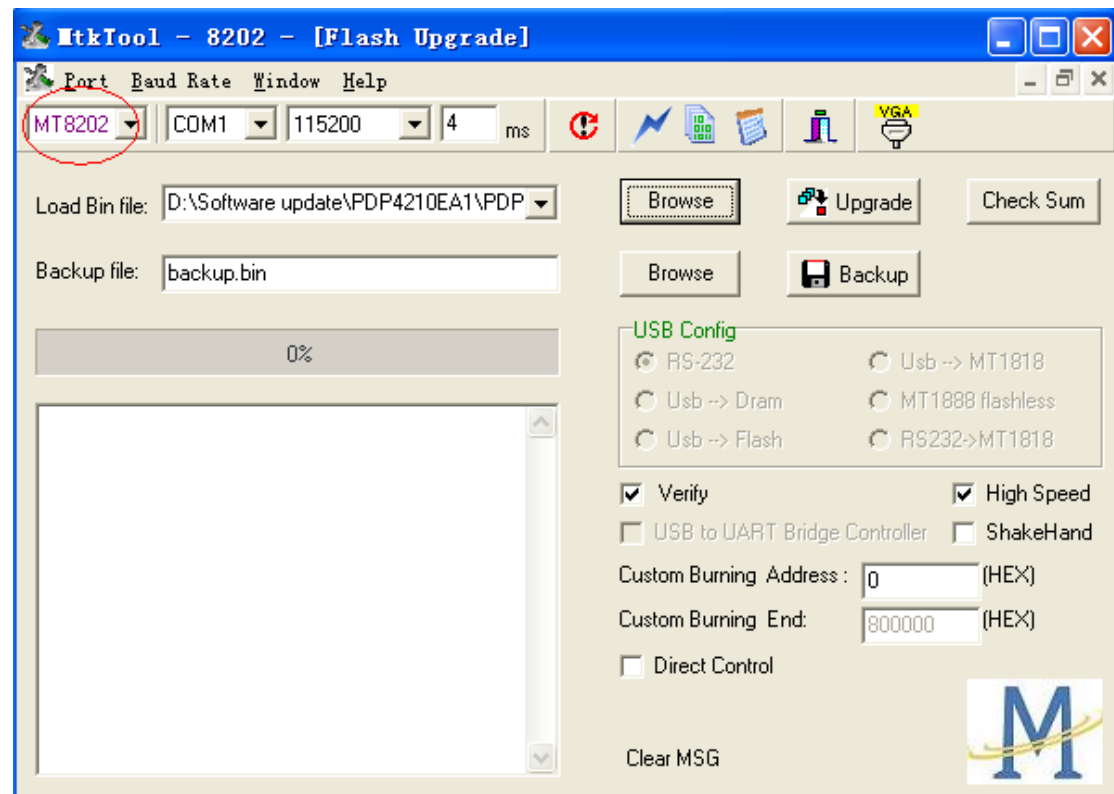 MtkTool - 8202 - [Flash Upgrade]
Port Baud Rate Window Help
MT8202 COM1 115200 4 ms VGA
Load Bin file: D:\Software update\PDP4210EA1\PDP Browse Upgrade Check Sum
Backup file: backup.bin Browse Backup
0%
USB Config
RS-232 Usb --> MT1818
Usb --> Dram MT1888 flashless
Usb --> Flash RS232->MT1818
Verify High Speed
USB to UART Bridge Controller ShakeHand
Custom Burning Address : 0 (HEX)
Custom Burning End: 800000 (HEX)
Direct Control
Clear MSG
M